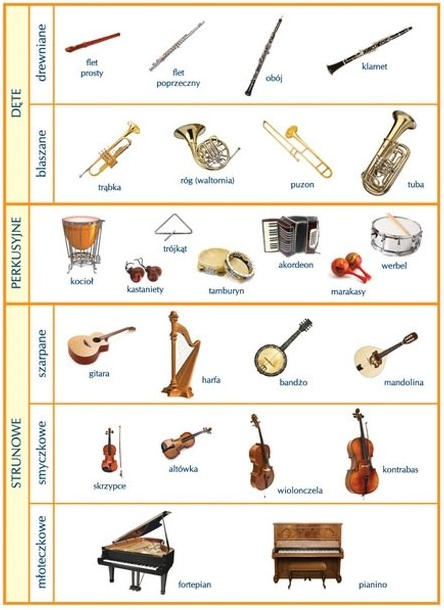 DĘTE
drewniane
flet
prosty
flet
poprzeczny
obój
klarnet
blaszane
trąbka
róg (waltornia)
puzon
tuba
PERKUSYJNE
kocioł
trójkąt
kastaniety
tamburyn
akordeon
marakasy
werbel
STRUNOWE
szarpane
gitara
harfa
bandżo
mandolina
smyczkowe
skrzypce
altówka
wiolonczela
kontrabas
młoteczkowe
fortepian
pianino